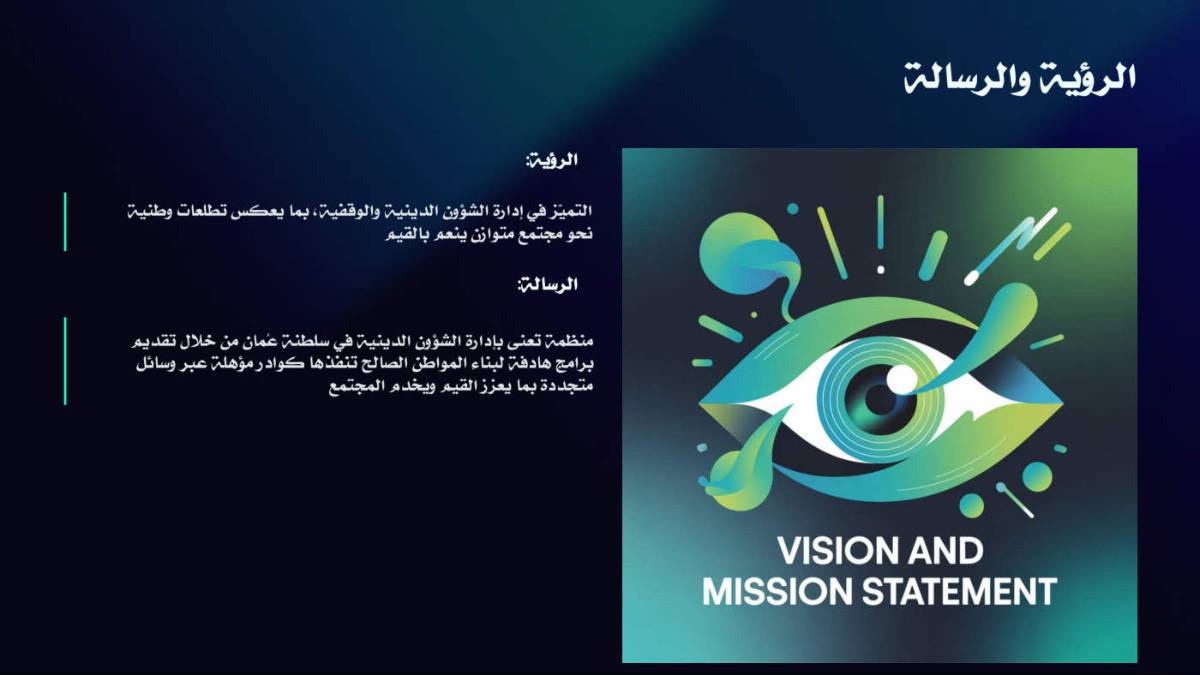 الرؤية والرسالة
الرؤية:
التميّز في إدارة الشؤون الدينية والوقفية، بما يعكس تطلعات وطنية
نحو مجتمع متوازن ينعم بالقيم
الرسالة:
منظمة تعنى بإدارة الشؤون الدينية في سلطنة عُمان من خلال تقديم
برامج هادفة لبناء المواطن الصالح تنفذها كوادر مؤهلة عبر وسائل
متجددة بما يعزز القيم ويخدم المجتمع
VISION AND
MISSION STATEMENT